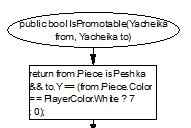 public bool IsPromotable(Yacheika
from, Yacheika to)
return from.Piece is Peshka
&& to.Y == (from.Piece.Color
== PlayerColor.White ? 7
: 0);